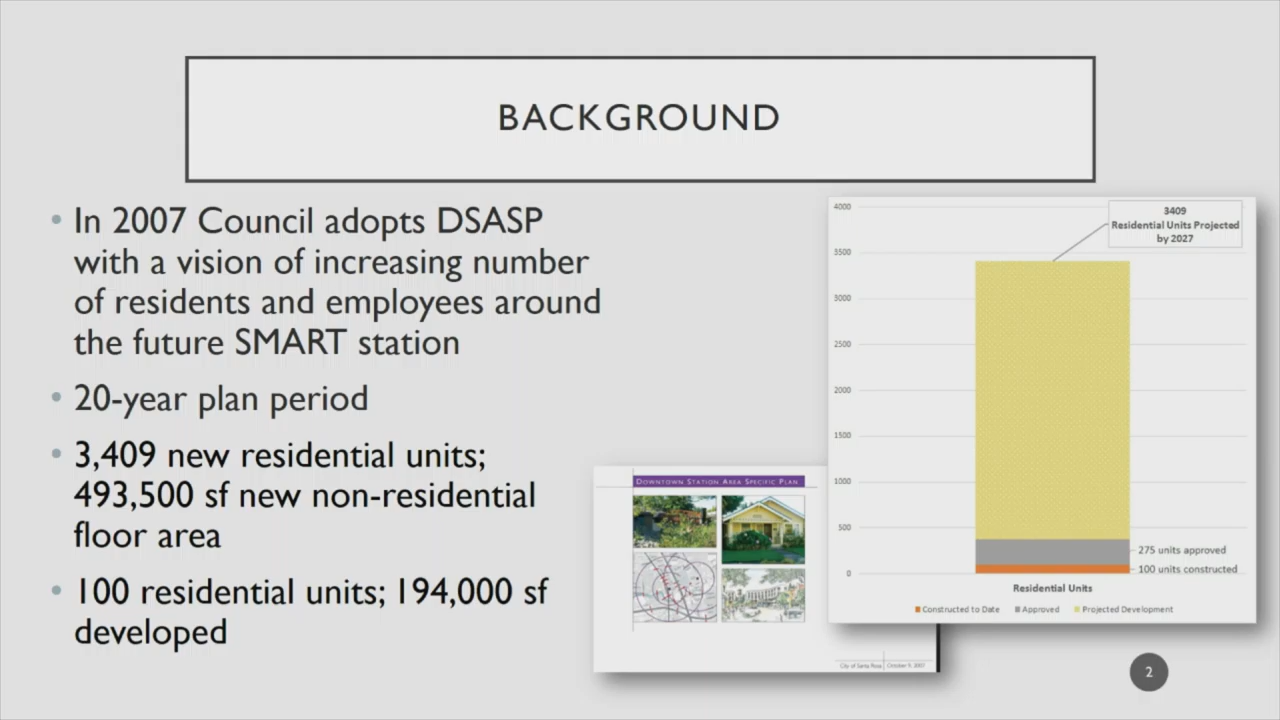 BACKGROUND
• In 2007 Council adopts DSASP
with a vision of increasing number
of residents and employees around
the future SMART station
• 20-year plan period
• 3,409 new residential units;
493,500 sf new non-residential
floor area
• 100 residential units; 194,000 sf
developed
DOWNTOWN STATION AREA SPECIFIC PLAN
City of Santa Rosa
October 9, 2007
3409
Residential Units Projected
by 2027
4000
3500
3000
2500
2000
1500
1000
500
0
275 units approved
100 units constructed
Residential Units
Constructed to Date Approved Projected Development
2